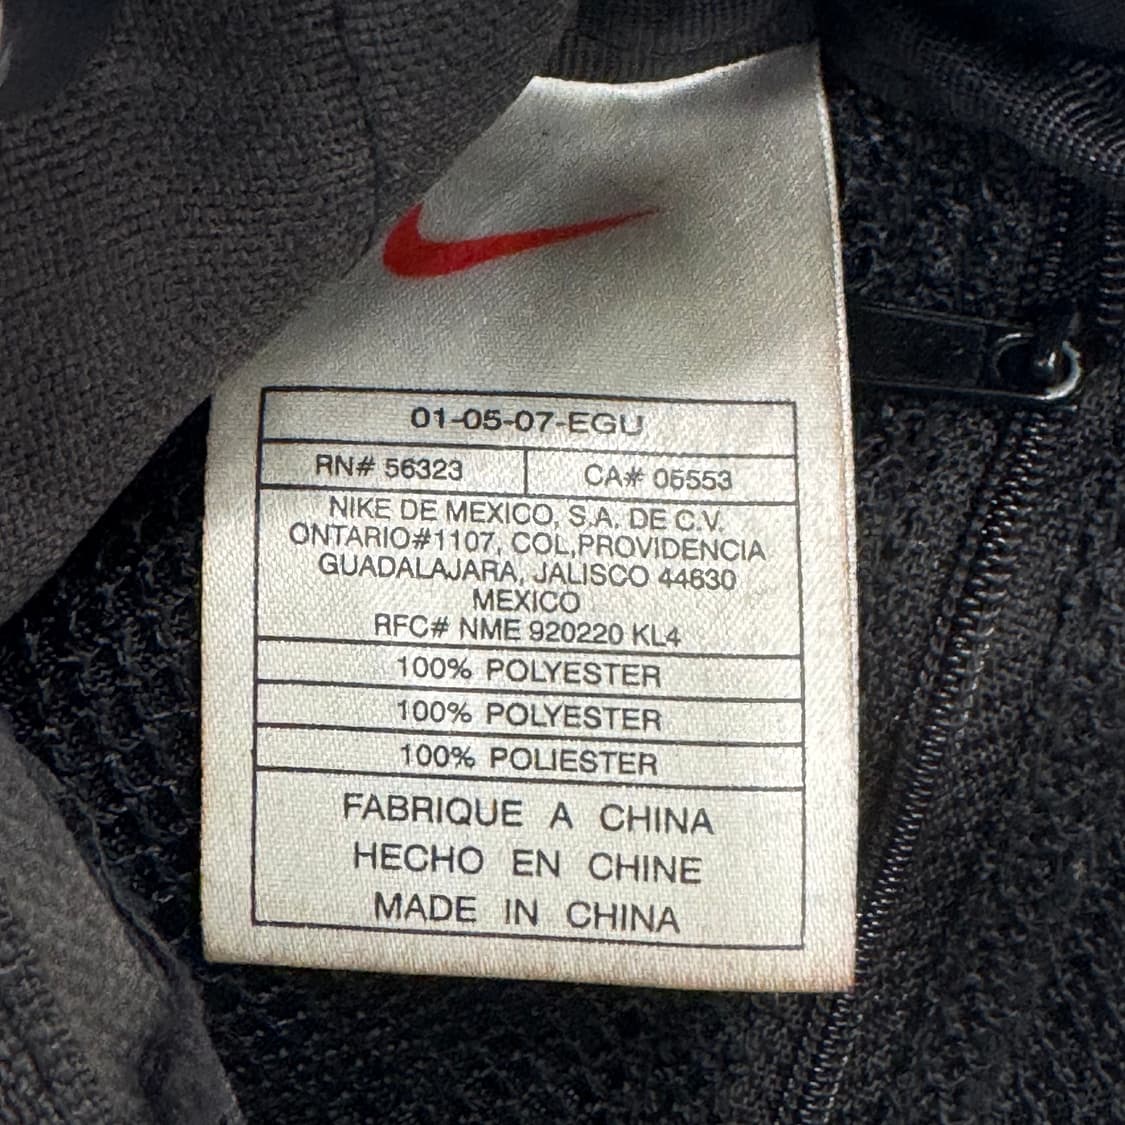 01-05-07-EGU
RN# 56323
CA# 05553
NIKE DE MEXICO, S.A. DE C.V.
ONTARIO#1107, COL,PROVIDENCIA
GUADALAJARA, JALISCO 44630
MEXICO
RFC# NME 920220 KL4
100% POLYESTER
100% POLYESTER
100% POLIESTER
FABRIQUE A CHINA
HECHO EN CHINE
MADE IN CHINA